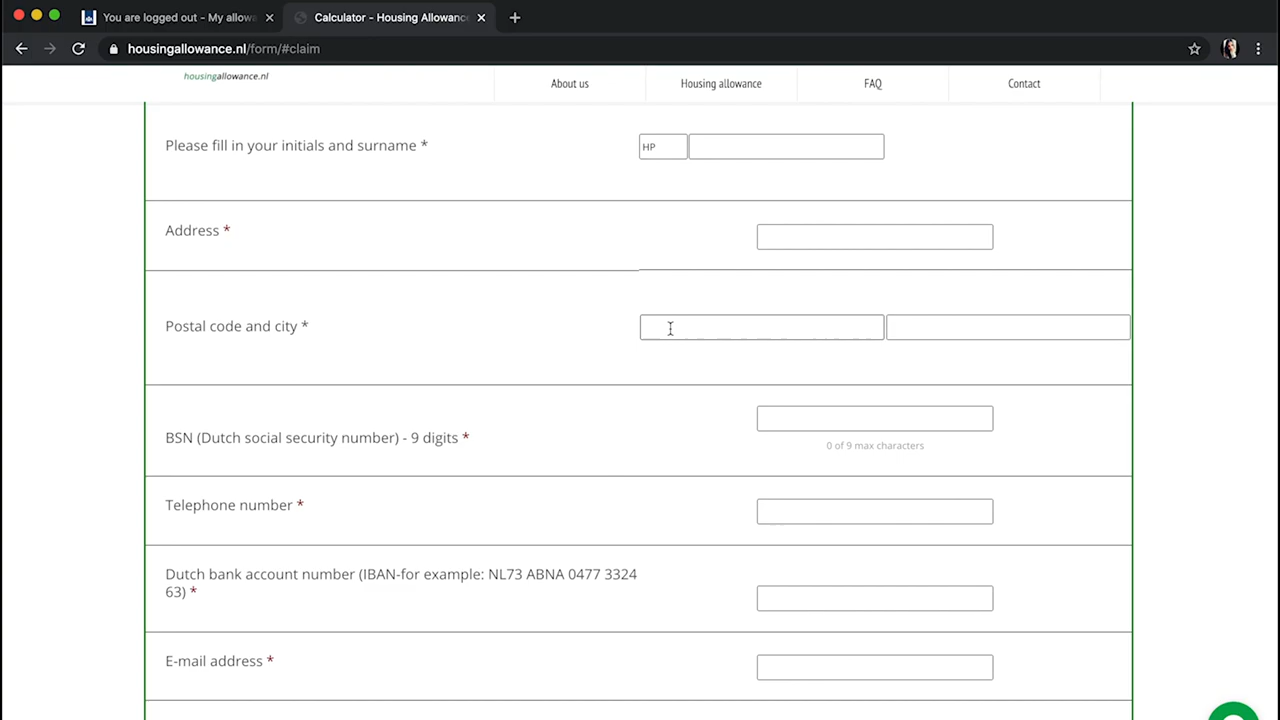 You are logged out - My allowa
Calculator - Housing Allowanc
housingallowance.nl/form/#claim
housingallowance.nl
About us
Housing allowance
FAQ
Contact
Please fill in your initials and surname *
HP
Address *
Postal code and city *
BSN (Dutch social security number) - 9 digits *
0 of 9 max characters
Telephone number *
Dutch bank account number (IBAN-for example: NL73 ABNA 0477 3324
63) *
E-mail address *